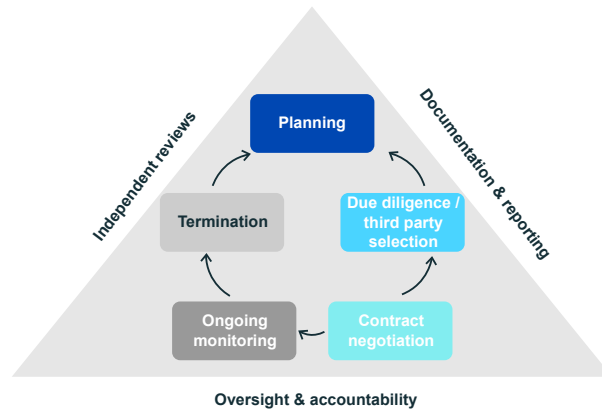 Planning
Independent reviews
Documentation & reporting
Termination
Due diligence /
third party
selection
Ongoing
monitoring
Contract
negotiation
Oversight & accountability